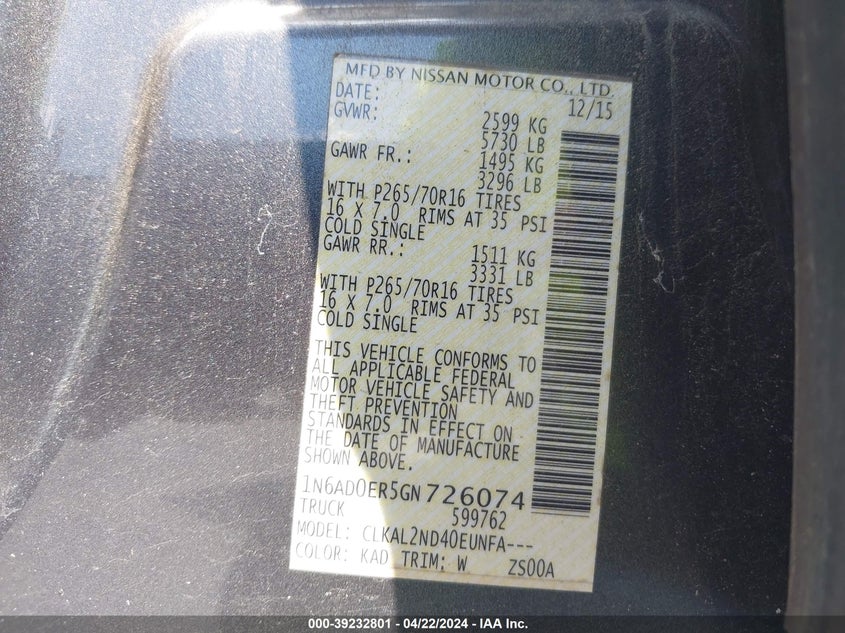 MFD BY NISSAN MOTOR CO., LTD.
DATE: 12/15
GVWR: 2599 KG
5730 LB
GAWR FR.: 1495 KG
3296 LB
WITH P265/70R16 TIRES
16 X 7.0 RIMS AT 35 PSI
COLD SINGLE
GAWR RR.: 1511 KG
3331 LB
WITH P265/70R16 TIRES
16 X 7.0 RIMS AT 35 PSI
COLD SINGLE
THIS VEHICLE CONFORMS TO
ALL APPLICABLE FEDERAL
MOTOR VEHICLE SAFETY AND
THEFT PREVENTION
STANDARDS IN EFFECT ON
THE DATE OF MANUFACTURE
SHOWN ABOVE.
1N6AD0ER5GN726074
TRUCK 599762
MODEL: CLKAL2ND40EUNFA---
COLOR: KAD TRIM: W ZS00A
000-39232801 - 04/22/2024 - IAA Inc.